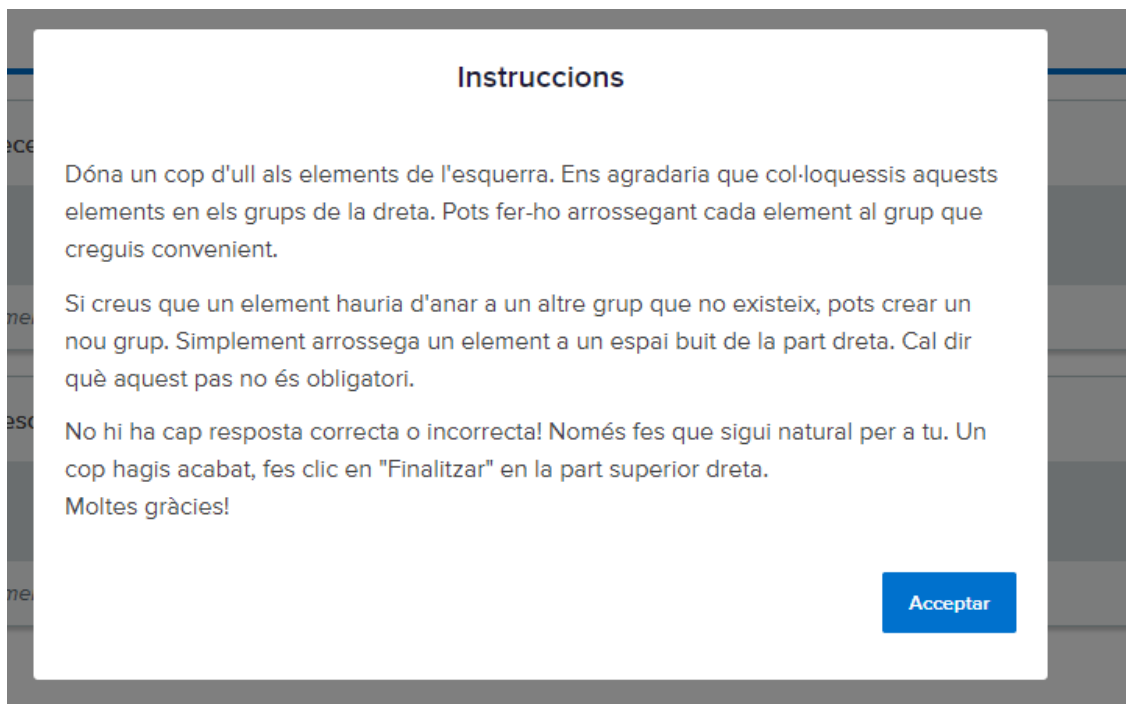 Instruccions
Dóna un cop d'ull als elements de l'esquerra. Ens agradaria que col·loquessis aquests
elements en els grups de la dreta. Pots fer-ho arrossegant cada element al grup que
creguis convenient.
Si creus que un element hauria d'anar a un altre grup que no existeix, pots crear un
nou grup. Simplement arrossega un element a un espai buit de la part dreta. Cal dir
què aquest pas no és obligatori.
No hi ha cap resposta correcta o incorrecta! Només fes que sigui natural per a tu. Un
cop hagis acabat, fes clic en "Finalitzar" en la part superior dreta.
Moltes gràcies!
Acceptar